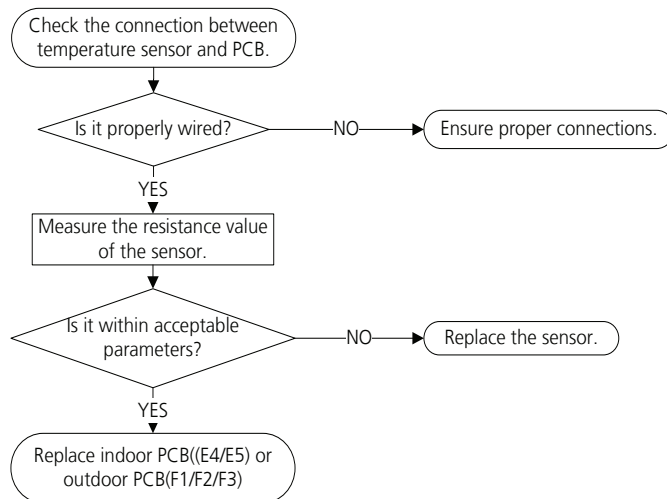 Check the connection between
temperature sensor and PCB.
Is it properly wired?
NO
Ensure proper connections.
YES
Measure the resistance value
of the sensor.
Is it within acceptable
parameters?
NO
Replace the sensor.
YES
Replace indoor PCB((E4/E5) or
outdoor PCB(F1/F2/F3)